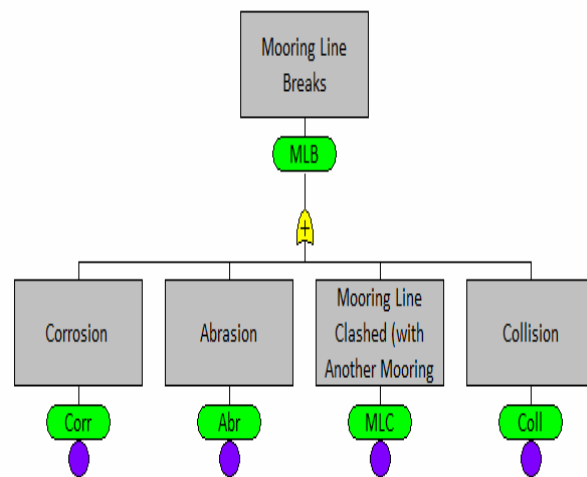 Mooring Line
Breaks
MLB
+
Corrosion
Abrasion
Mooring Line
Clashed (with
Another Mooring
Collision
Corr
Abr
MLC
Coll